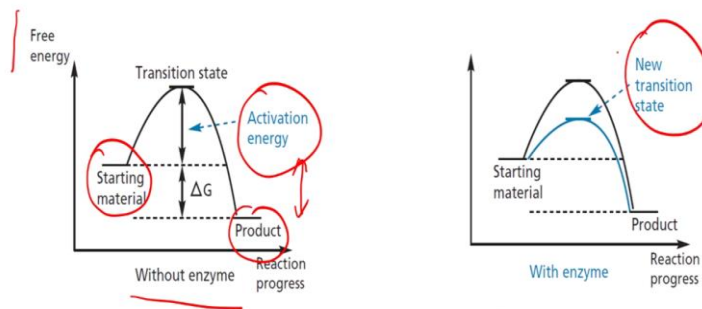 Free
energy
Transition state
Activation
energy
Starting
material
ΔG
Product
Without enzyme
Reaction
progress
New
transition
state
Starting
material
Product
With enzyme
Reaction
progress